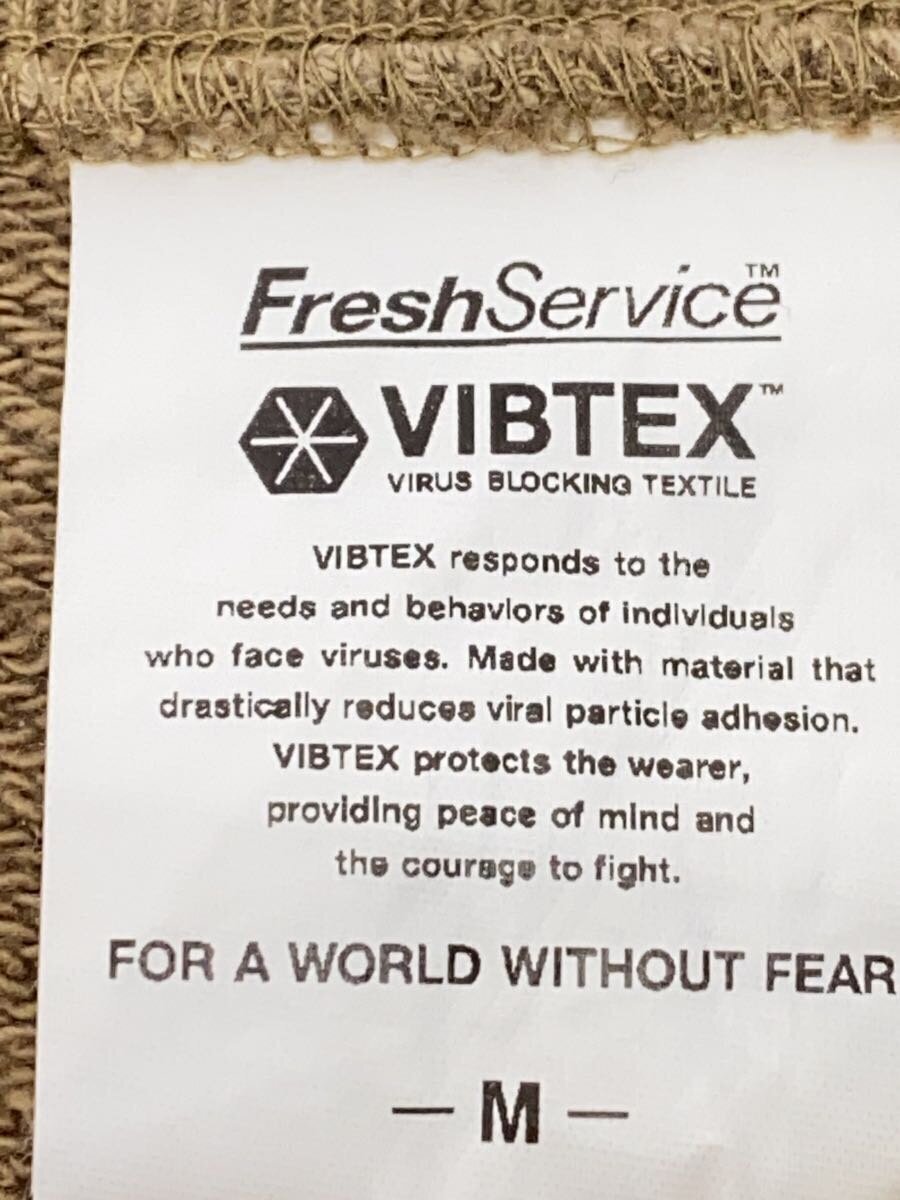 FreshService™
VIBTEX™
VIRUS BLOCKING TEXTILE
VIBTEX responds to the
needs and behaviors of individuals
who face viruses. Made with material that
drastically reduces viral particle adhesion.
VIBTEX protects the wearer,
providing peace of mind and
the courage to fight.
FOR A WORLD WITHOUT FEAR
— M —